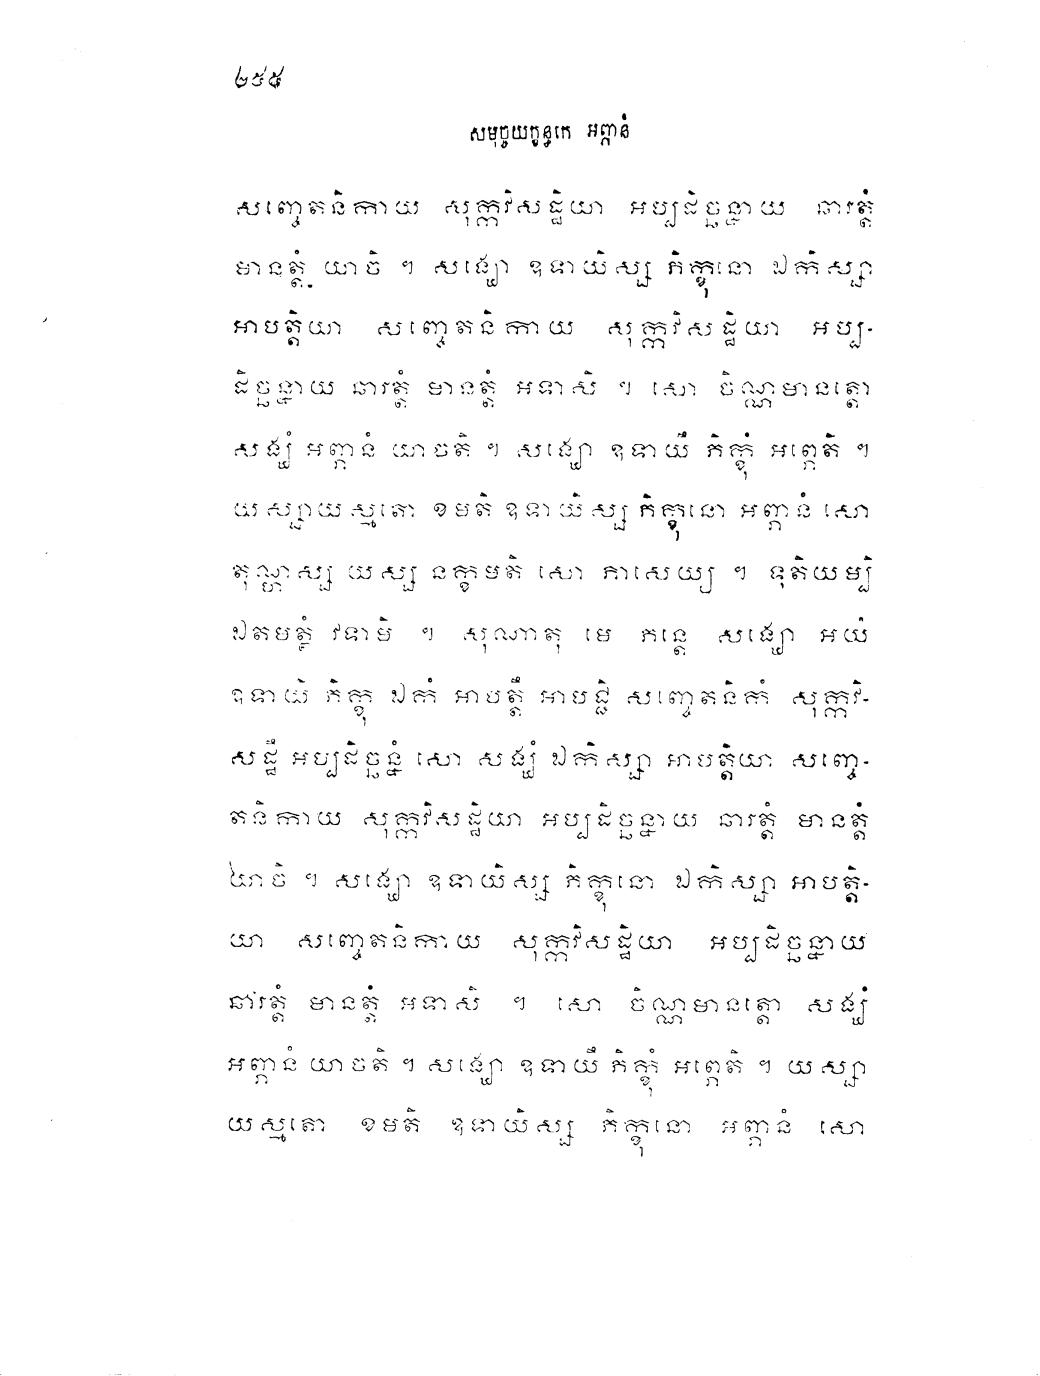 ២៩៥
សមុច្ចយក្ខន្ធកេ អព្ភានំ
សញ្ចេតនិកាយ សុក្កវិសដ្ឋិយា អប្បដិច្ឆន្នាយ ឆារត្តំ
មានត្តំ យាចិ ។ សង្ឃោ ឧទាយិស្ស ភិក្ខុនោ ឯកិស្សា
អាបត្តិយា សញ្ចេតនិកាយ សុក្កវិសដ្ឋិយា អប្ប-
ដិច្ឆន្នាយ ឆារត្តំ មានត្តំ អទាសិ ។ សោ ចិណ្ណមានត្តោ
សង្ឃំ អព្ភានំ យាចតិ ។ សង្ឃោ ឧទាយឹ ភិក្ខុំ អព្ភេតិ ។
យស្សាយស្មតោ ខមតិ ឧទាយិស្ស ភិក្ខុនោ អព្ភានំ សោ
តុណ្ហស្ស យស្ស នក្ខមតិ សោ ភាសេយ្យ ។ ទុតិយម្បិ
ឯតមត្ថំ វទាមិ ។ សុណាតុ មេ ភន្តេ សង្ឃោ អយំ
ឧទាយិ ភិក្ខុ ឯកំ អាបត្តឹ អាបជ្ជិ សញ្ចេតនិកំ សុក្កវិ-
សដ្ឋឹ អប្បដិច្ឆន្នំ សោ សង្ឃំ ឯកិស្សា អាបត្តិយា សញ្ចេ-
តនិកាយ សុក្កវិសដ្ឋិយា អប្បដិច្ឆន្នាយ ឆារត្តំ មានត្តំ
យាចិ ។ សង្ឃោ ឧទាយិស្ស ភិក្ខុនោ ឯកិស្សា អាបត្តិ-
យា សញ្ចេតនិកាយ សុក្កវិសដ្ឋិយា អប្បដិច្ឆន្នាយ
ឆារត្តំ មានត្តំ អទាសិ ។ សោ ចិណ្ណមានត្តោ សង្ឃំ
អព្ភានំ យាចតិ ។ សង្ឃោ ឧទាយឹ ភិក្ខុំ អព្ភេតិ ។ យស្សា
យស្មតោ ខមតិ ឧទាយិស្ស ភិក្ខុនោ អព្ភានំ សោ